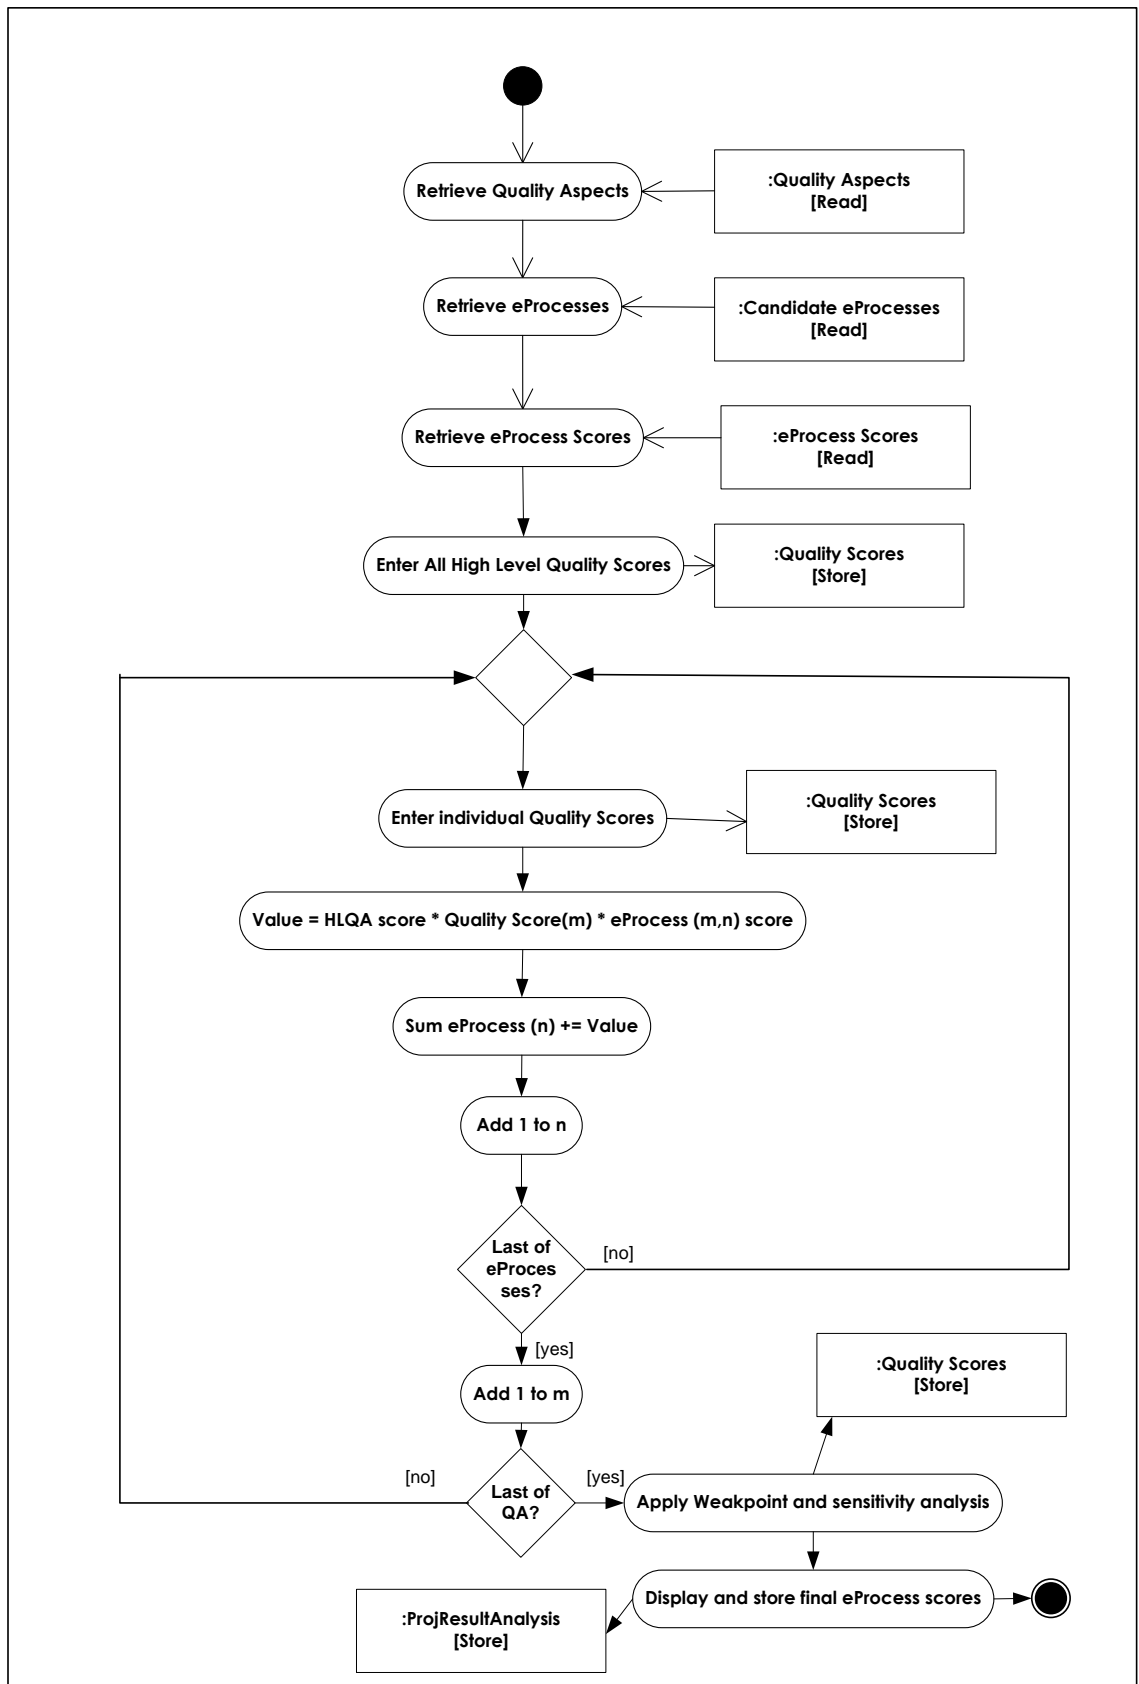 Retrieve Quality Aspects
:Quality Aspects
[Read]
Retrieve eProcesses
:Candidate eProcesses
[Read]
Retrieve eProcess Scores
:eProcess Scores
[Read]
Enter All High Level Quality Scores
:Quality Scores
[Store]
Enter individual Quality Scores
:Quality Scores
[Store]
Value = HLQA score * Quality Score(m) * eProcess (m,n) score
Sum eProcess (n) += Value
Add 1 to n
Last of
eProces
ses?
[no]
[yes]
Add 1 to m
:Quality Scores
[Store]
[no]
Last of
QA?
[yes]
Apply Weakpoint and sensitivity analysis
Display and store final eProcess scores
:ProjResultAnalysis
[Store]